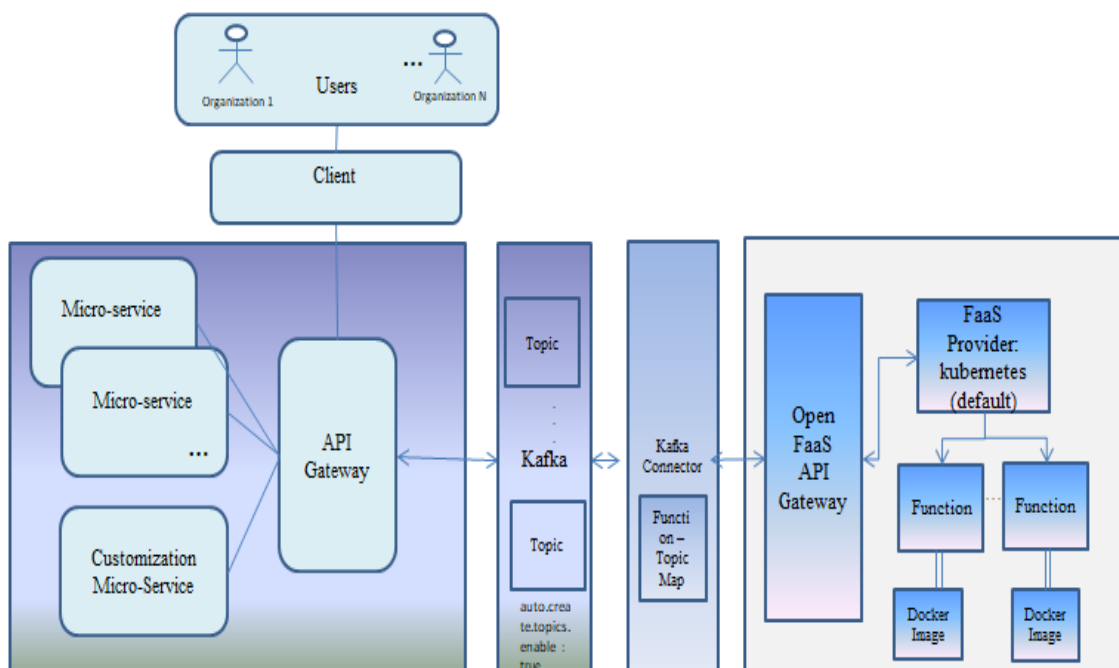 ...
Organization 1
Users
Organization N
Client
Micro-service
Micro-service
...
Customization
Micro-Service
API
Gateway
Topic
Kafka
Topic
auto.crea
te.topics.
enable :
true
Kafka
Connector
Functi
on –
Topic
Map
Open
FaaS
API
Gateway
FaaS
Provider:
kubernetes
(default)
Function
Function
Docker
Image
Docker
Image